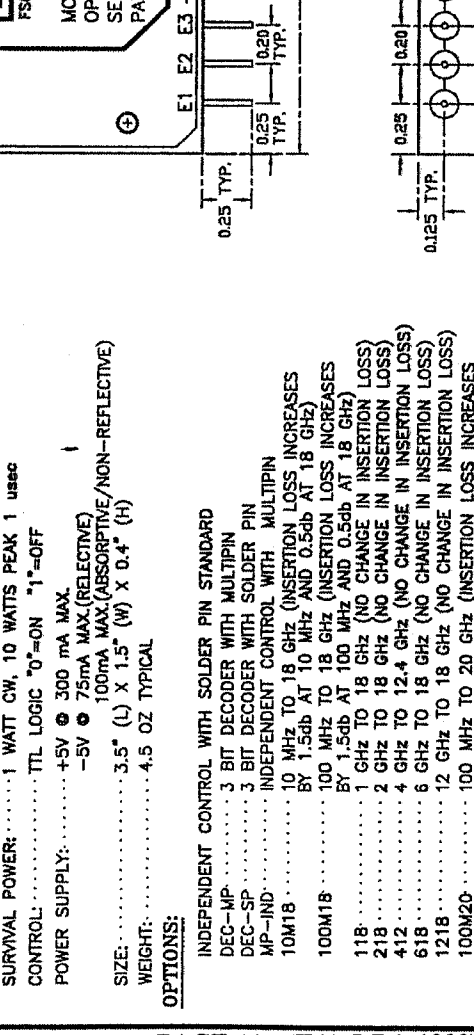 SURVIVAL POWER:······1 WATT CW, 10 WATTS PEAK 1 usec
CONTROL:············TTL LOGIC "0"=ON "1"=OFF
POWER SUPPLY:·······+5V @ 300 mA MAX.
−5V @ 75mA MAX.(RELECTIVE)
100mA MAX.(ABSORPTIVE/NON−REFLECTIVE)
SIZE:················3.5" (L) X 1.5" (W) X 0.4" (H)
WEIGHT:·············4.5 OZ TYPICAL
OPTIONS:
INDEPENDENT CONTROL WITH SOLDER PIN STANDARD
DEC−MP·········3 BIT DECODER WITH MULTIPIN
DEC−SP·········3 BIT DECODER WITH SOLDER PIN
MP−IND·········INDEPENDENT CONTROL WITH MULTIPIN
10M18···········10 MHz TO 18 GHz (INSERTION LOSS INCREASES
BY 1.5db AT 10 MHz AND 0.5db AT 18 GHz)
100M18··········100 MHz TO 18 GHz (INSERTION LOSS INCREASES
BY 1.5db AT 100 MHz AND 0.5db AT 18 GHz)
118·············1 GHz TO 18 GHz (NO CHANGE IN INSERTION LOSS)
218·············2 GHz TO 18 GHz (NO CHANGE IN INSERTION LOSS)
412·············4 GHz TO 12.4 GHz (NO CHANGE IN INSERTION LOSS)
618·············6 GHz TO 18 GHz (NO CHANGE IN INSERTION LOSS)
1218············12 GHz TO 18 GHz (NO CHANGE IN INSERTION LOSS)
100M20··········100 MHz TO 20 GHz (INSERTION LOSS INCREASES
MO
OP
SE
PA
E1 E2 E3
0.25 TYP.
0.25
TYP.
0.20
TYP.
0.125 TYP.
0.25
0.20